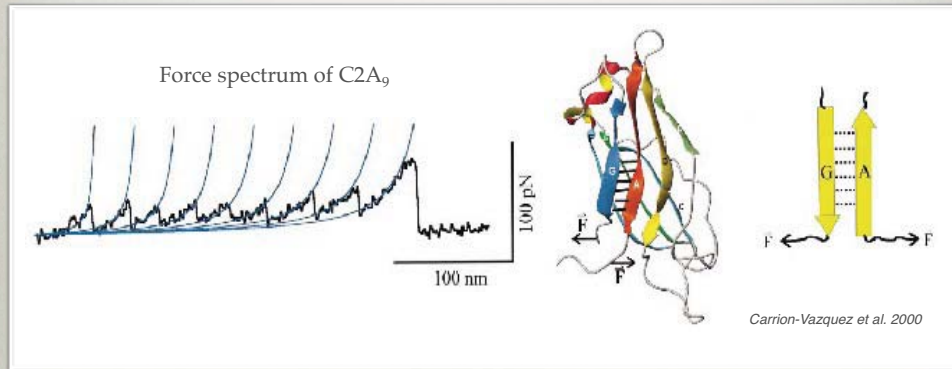 Force spectrum of C2A₉
100 pN
100 nm
G
A
B
F
F
G
A
F
F
Carrion-Vazquez et al. 2000